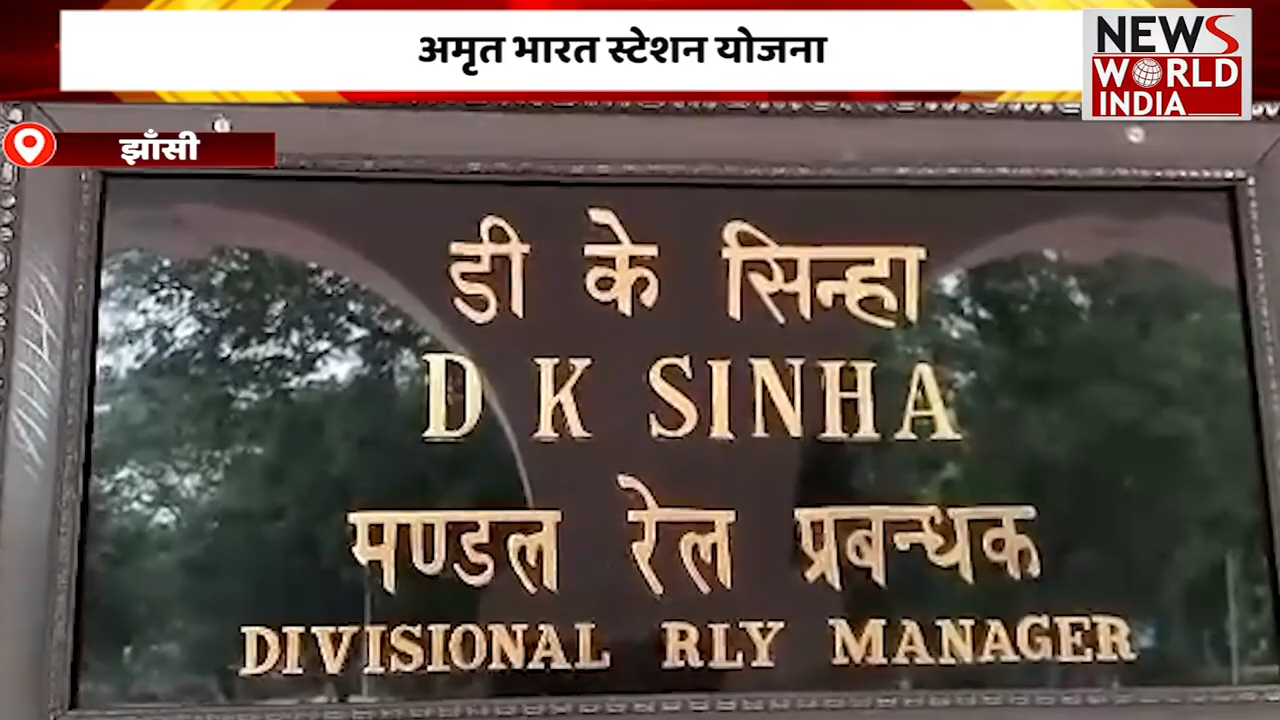 अमृत भारत स्टेशन योजना
NEWS
WORLD
INDIA
झाँसी
डी के सिन्हा
D K SINHA
मण्डल रेल प्रबन्धक
DIVISIONAL RLY MANAGER